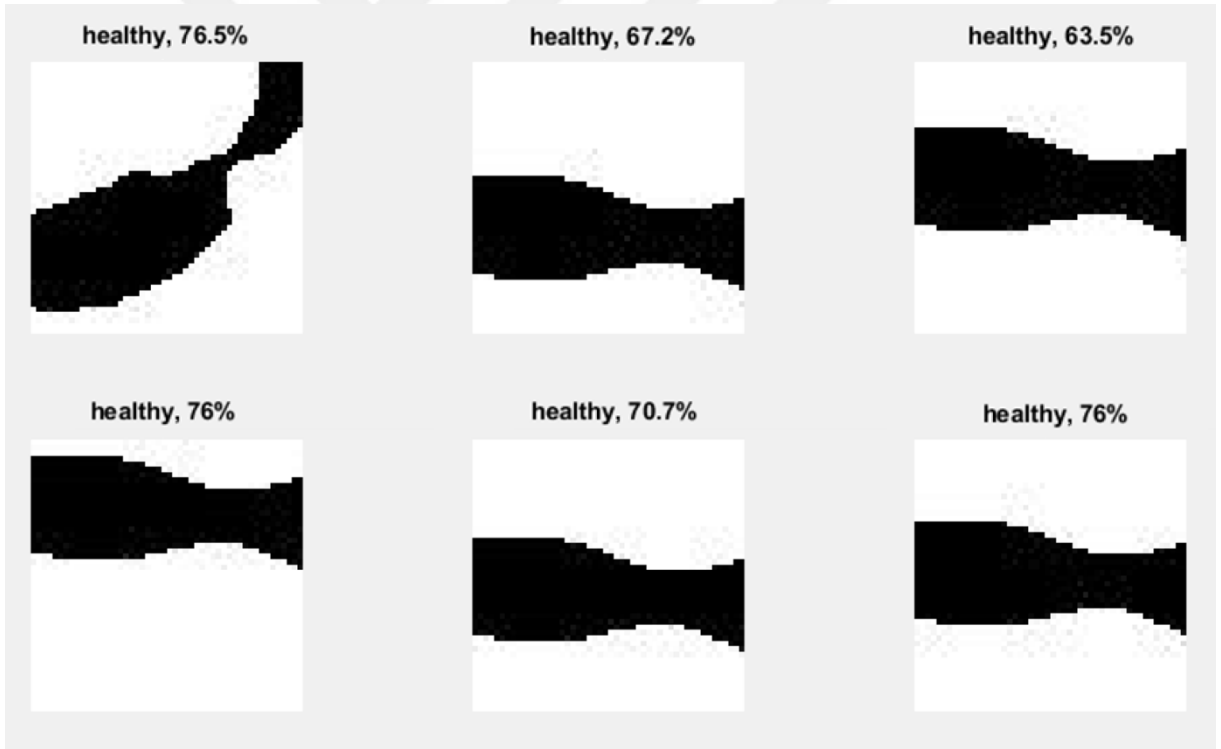 healthy, 76.5%
healthy, 67.2%
healthy, 63.5%
healthy, 76%
healthy, 70.7%
healthy, 76%